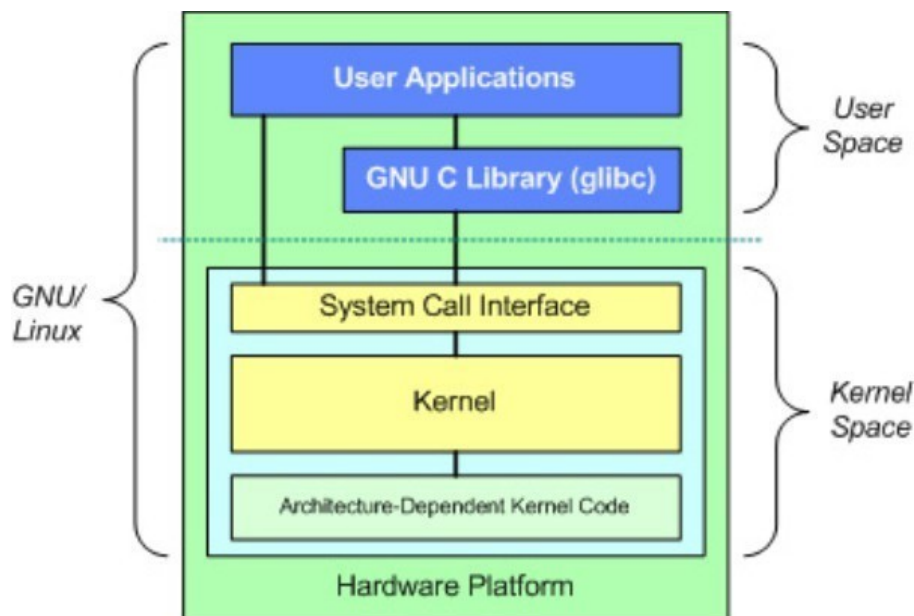 User Applications
User
Space
GNU C Library (glibc)
GNU/
Linux
System Call Interface
Kernel
Kernel
Space
Architecture-Dependent Kernel Code
Hardware Platform